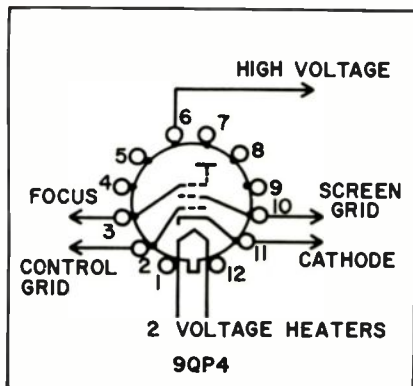 HIGH VOLTAGE
6
7
5
8
4
9
FOCUS
SCREEN
3
10
GRID
CONTROL
2
11
GRID
1
12
CATHODE
2 VOLTAGE HEATERS
9QP4